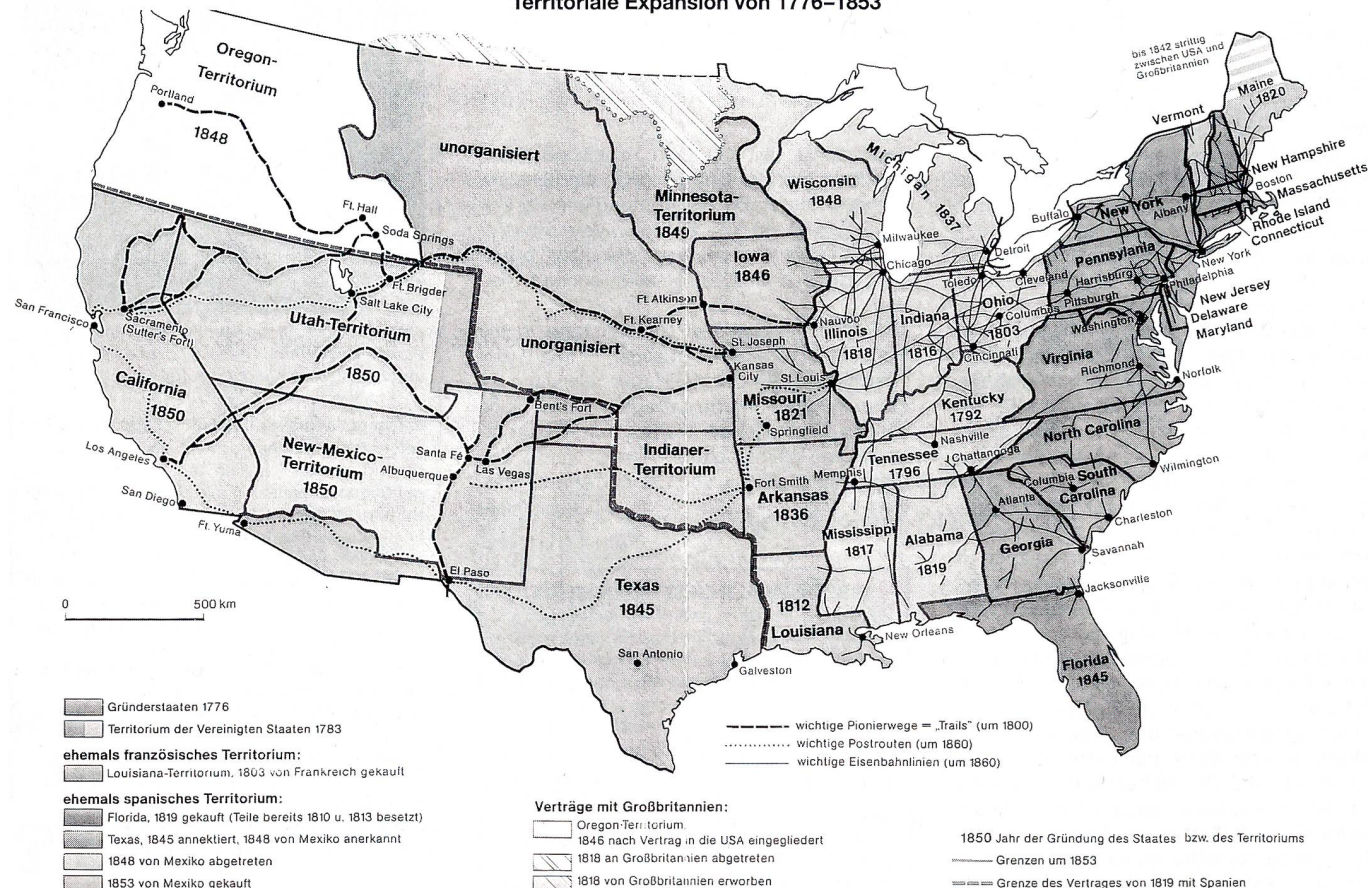 Territoriale Expansion von 1776–1853
bis 1842 strittig
zwischen USA und
Großbritannien
Oregon-
Territorium
Portland
1848
unorganisiert
Maine
1820
Vermont
New Hampshire
Boston
Massachusetts
Rhode Island
Connecticut
Michigan 1837
Wisconsin
1848
Minnesota-
Territorium
1849
Buffalo
New York
Albany
Ft. Hall
Soda Springs
Milwaukee
Detroit
Iowa
1846
Chicago
Toledo
Cleveland
Pennsylania
Harrisburg
Pittsburgh
New York
Philadelphia
New Jersey
Delaware
Maryland
Ft. Brigder
Salt Lake City
Ft. Atkinson
Ft. Kearney
San Francisco
Sacramento
(Sutter's Fort)
Utah-Territorium
1850
unorganisiert
Nauvoo
Illinois
1818
Indiana
1816
Ohio
1803
Columbus
Cincinnati
Washington
Virginia
Richmond
Norfolk
St. Joseph
Kansas
City
St. Louis
Missouri
1821
Springfield
Kentucky
1792
California
1850
Bent's Fort
Los Angeles
San Diego
Ft. Yuma
New-Mexico-
Territorium
1850
Santa Fé
Las Vegas
Albuquerque
Indianer-
Territorium
Fort Smith
Arkansas
1836
Memphis
Nashville
Tennessee
1796
Chattanooga
North Carolina
Wilmington
Columbia
South
Carolina
Charleston
Atlanta
Georgia
Savannah
Mississippi
1817
Alabama
1819
Jacksonville
El Paso
Texas
1845
San Antonio
Galveston
1812
Louisiana
New Orleans
Florida
1845
0 500 km
Gründerstaaten 1776
Territorium der Vereinigten Staaten 1783
ehemals französisches Territorium:
Louisiana-Territorium, 1803 von Frankreich gekauft
ehemals spanisches Territorium:
Florida, 1819 gekauft (Teile bereits 1810 u. 1813 besetzt)
Texas, 1845 annektiert, 1848 von Mexiko anerkannt
1848 von Mexiko abgetreten
1853 von Mexiko gekauft
wichtige Pionierwege = „Trails" (um 1800)
wichtige Postrouten (um 1860)
wichtige Eisenbahnlinien (um 1860)
Verträge mit Großbritannien:
Oregon-Territorium
1846 nach Vertrag in die USA eingegliedert
1818 an Großbritannien abgetreten
1818 von Großbritannien erworben
1850 Jahr der Gründung des Staates bzw. des Territoriums
Grenzen um 1853
Grenze des Vertrages von 1819 mit Spanien